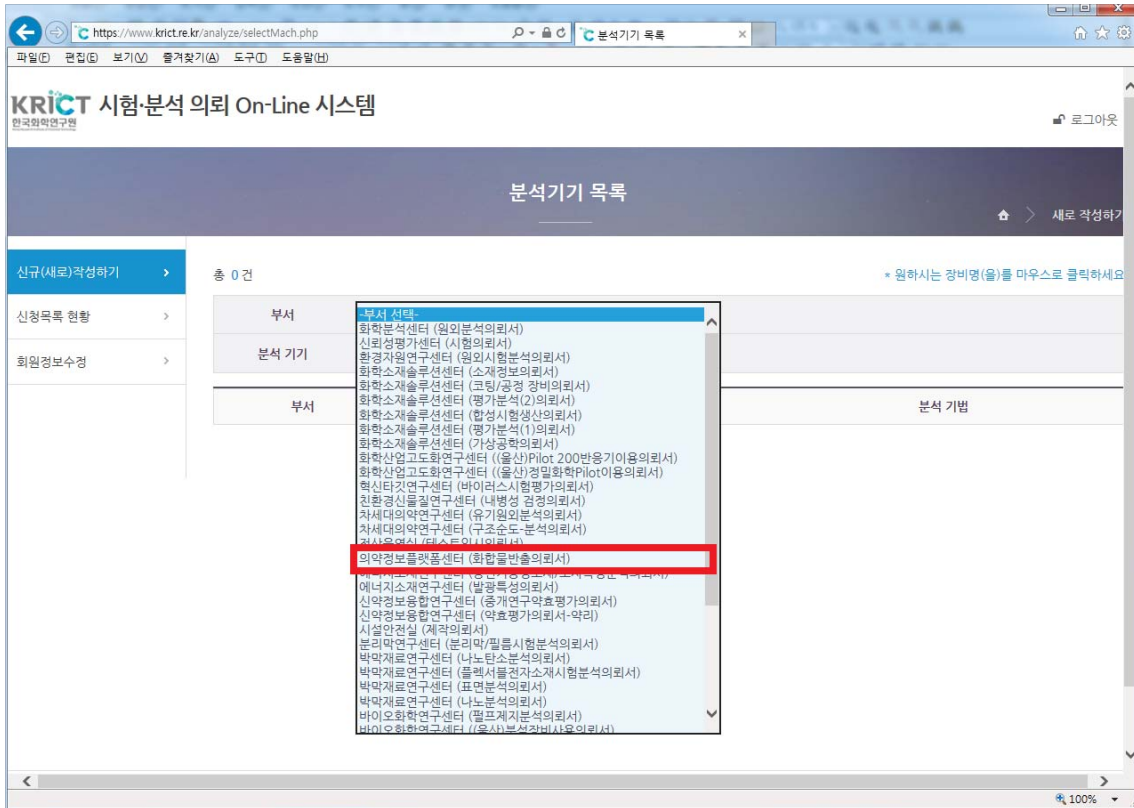 https://www.krict.re.kr/analyze/selectMach.php
분석기기 목록
파일(F) 편집(E) 보기(V) 즐겨찾기(A) 도구(T) 도움말(H)
KRICT 시험·분석 의뢰 On-Line 시스템
한국화학연구원
로그아웃
분석기기 목록
새로 작성하기
신규(새로)작성하기
신청목록 현황
회원정보수정
총 0 건
* 원하시는 장비명(을)를 마우스로 클릭하세요
부서
분석 기기
-부서 선택-
화학분석센터 (원외분석의뢰서)
신뢰성평가센터 (시험의뢰서)
환경자원연구센터 (원외시험분석의뢰서)
화학소재솔루션센터 (소재정보의뢰서)
화학소재솔루션센터 (코팅/공정 장비의뢰서)
화학소재솔루션센터 (평가분석(2)의뢰서)
화학소재솔루션센터 (합성시험생산의뢰서)
화학소재솔루션센터 (평가분석(1)의뢰서)
화학소재솔루션센터 (가상공학의뢰서)
화학산업고도화연구센터 ((울산)Pilot 200반응기이용의뢰서)
화학산업고도화연구센터 ((울산)정밀화학Pilot이용의뢰서)
혁신타깃연구센터 (바이러스시험평가의뢰서)
친환경신물질연구센터 (내병성 검정의뢰서)
차세대의약연구센터 (유기원외분석의뢰서)
차세대의약연구센터 (구조순도-분석의뢰서)
의약정보플랫폼센터 (화합물반출의뢰서)
에너지소재연구센터 (발광특성의뢰서)
신약정보융합연구센터 (중개연구약효평가의뢰서)
신약정보융합연구센터 (약효평가의뢰서-약리)
시설안전실 (제작의뢰서)
분리막연구센터 (분리막/필름시험분석의뢰서)
박막재료연구센터 (나노탄소분석의뢰서)
박막재료연구센터 (플렉서블전자소재시험분석의뢰서)
박막재료연구센터 (표면분석의뢰서)
박막재료연구센터 (나노분석의뢰서)
바이오화학연구센터 (펄프제지분석의뢰서)
바이오화학연구센터 ((울산)분석장비사용의뢰서)
부서
분석 기법
100%